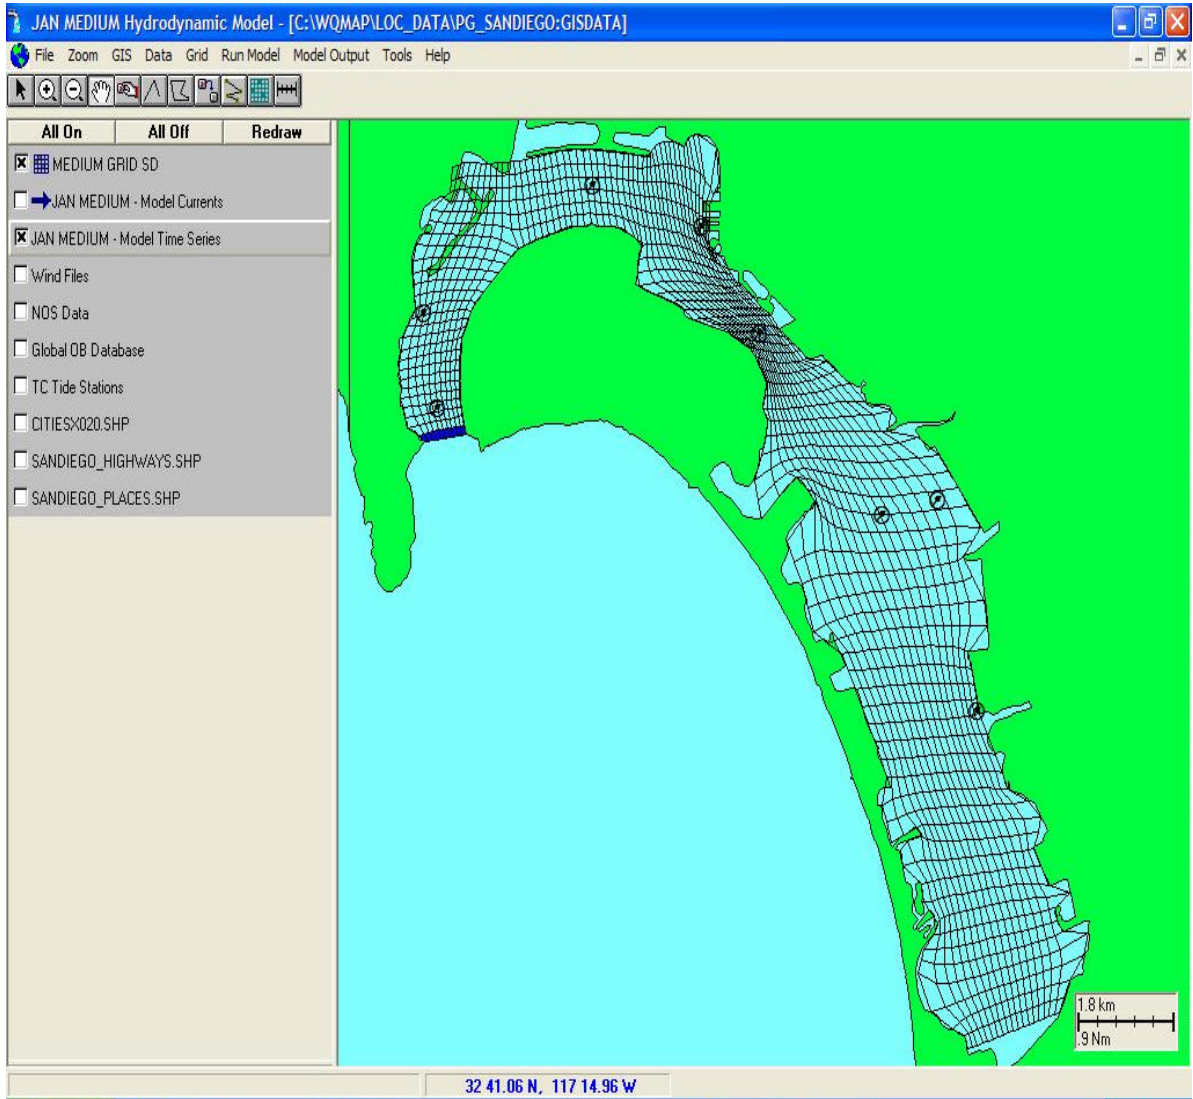 JAN MEDIUM Hydrodynamic Model - [C:\WQMAP\LOC_DATA\PG_SANDIEGO:GISDATA]
File Zoom GIS Data Grid Run Model Model Output Tools Help
All On All Off Redraw
MEDIUM GRID SD
JAN MEDIUM - Model Currents
JAN MEDIUM - Model Time Series
Wind Files
NOS Data
Global OB Database
TC Tide Stations
CITIESX020.SHP
SANDIEGO_HIGHWAYS.SHP
SANDIEGO_PLACES.SHP
1.8 km
.9 Nm
32 41.06 N, 117 14.96 W